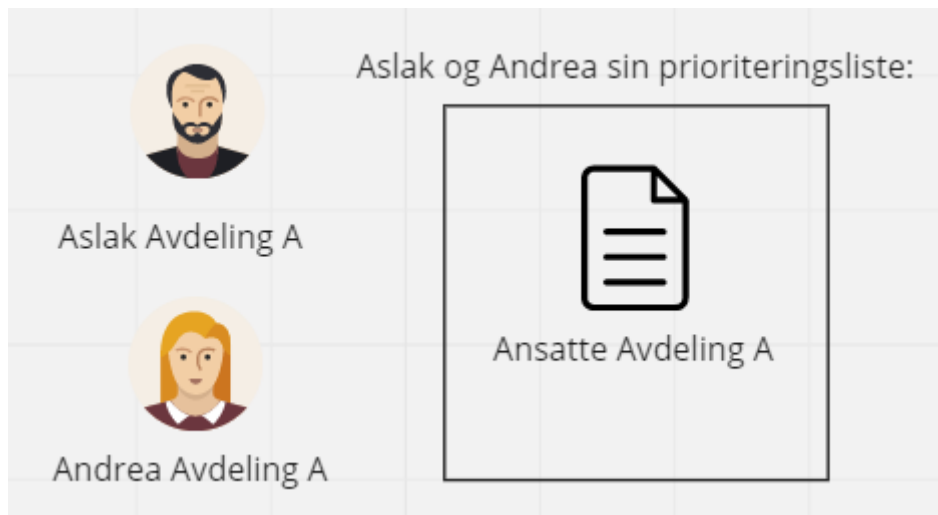 Aslak og Andrea sin prioriteringsliste:
Aslak Avdeling A
Ansatte Avdeling A
Andrea Avdeling A